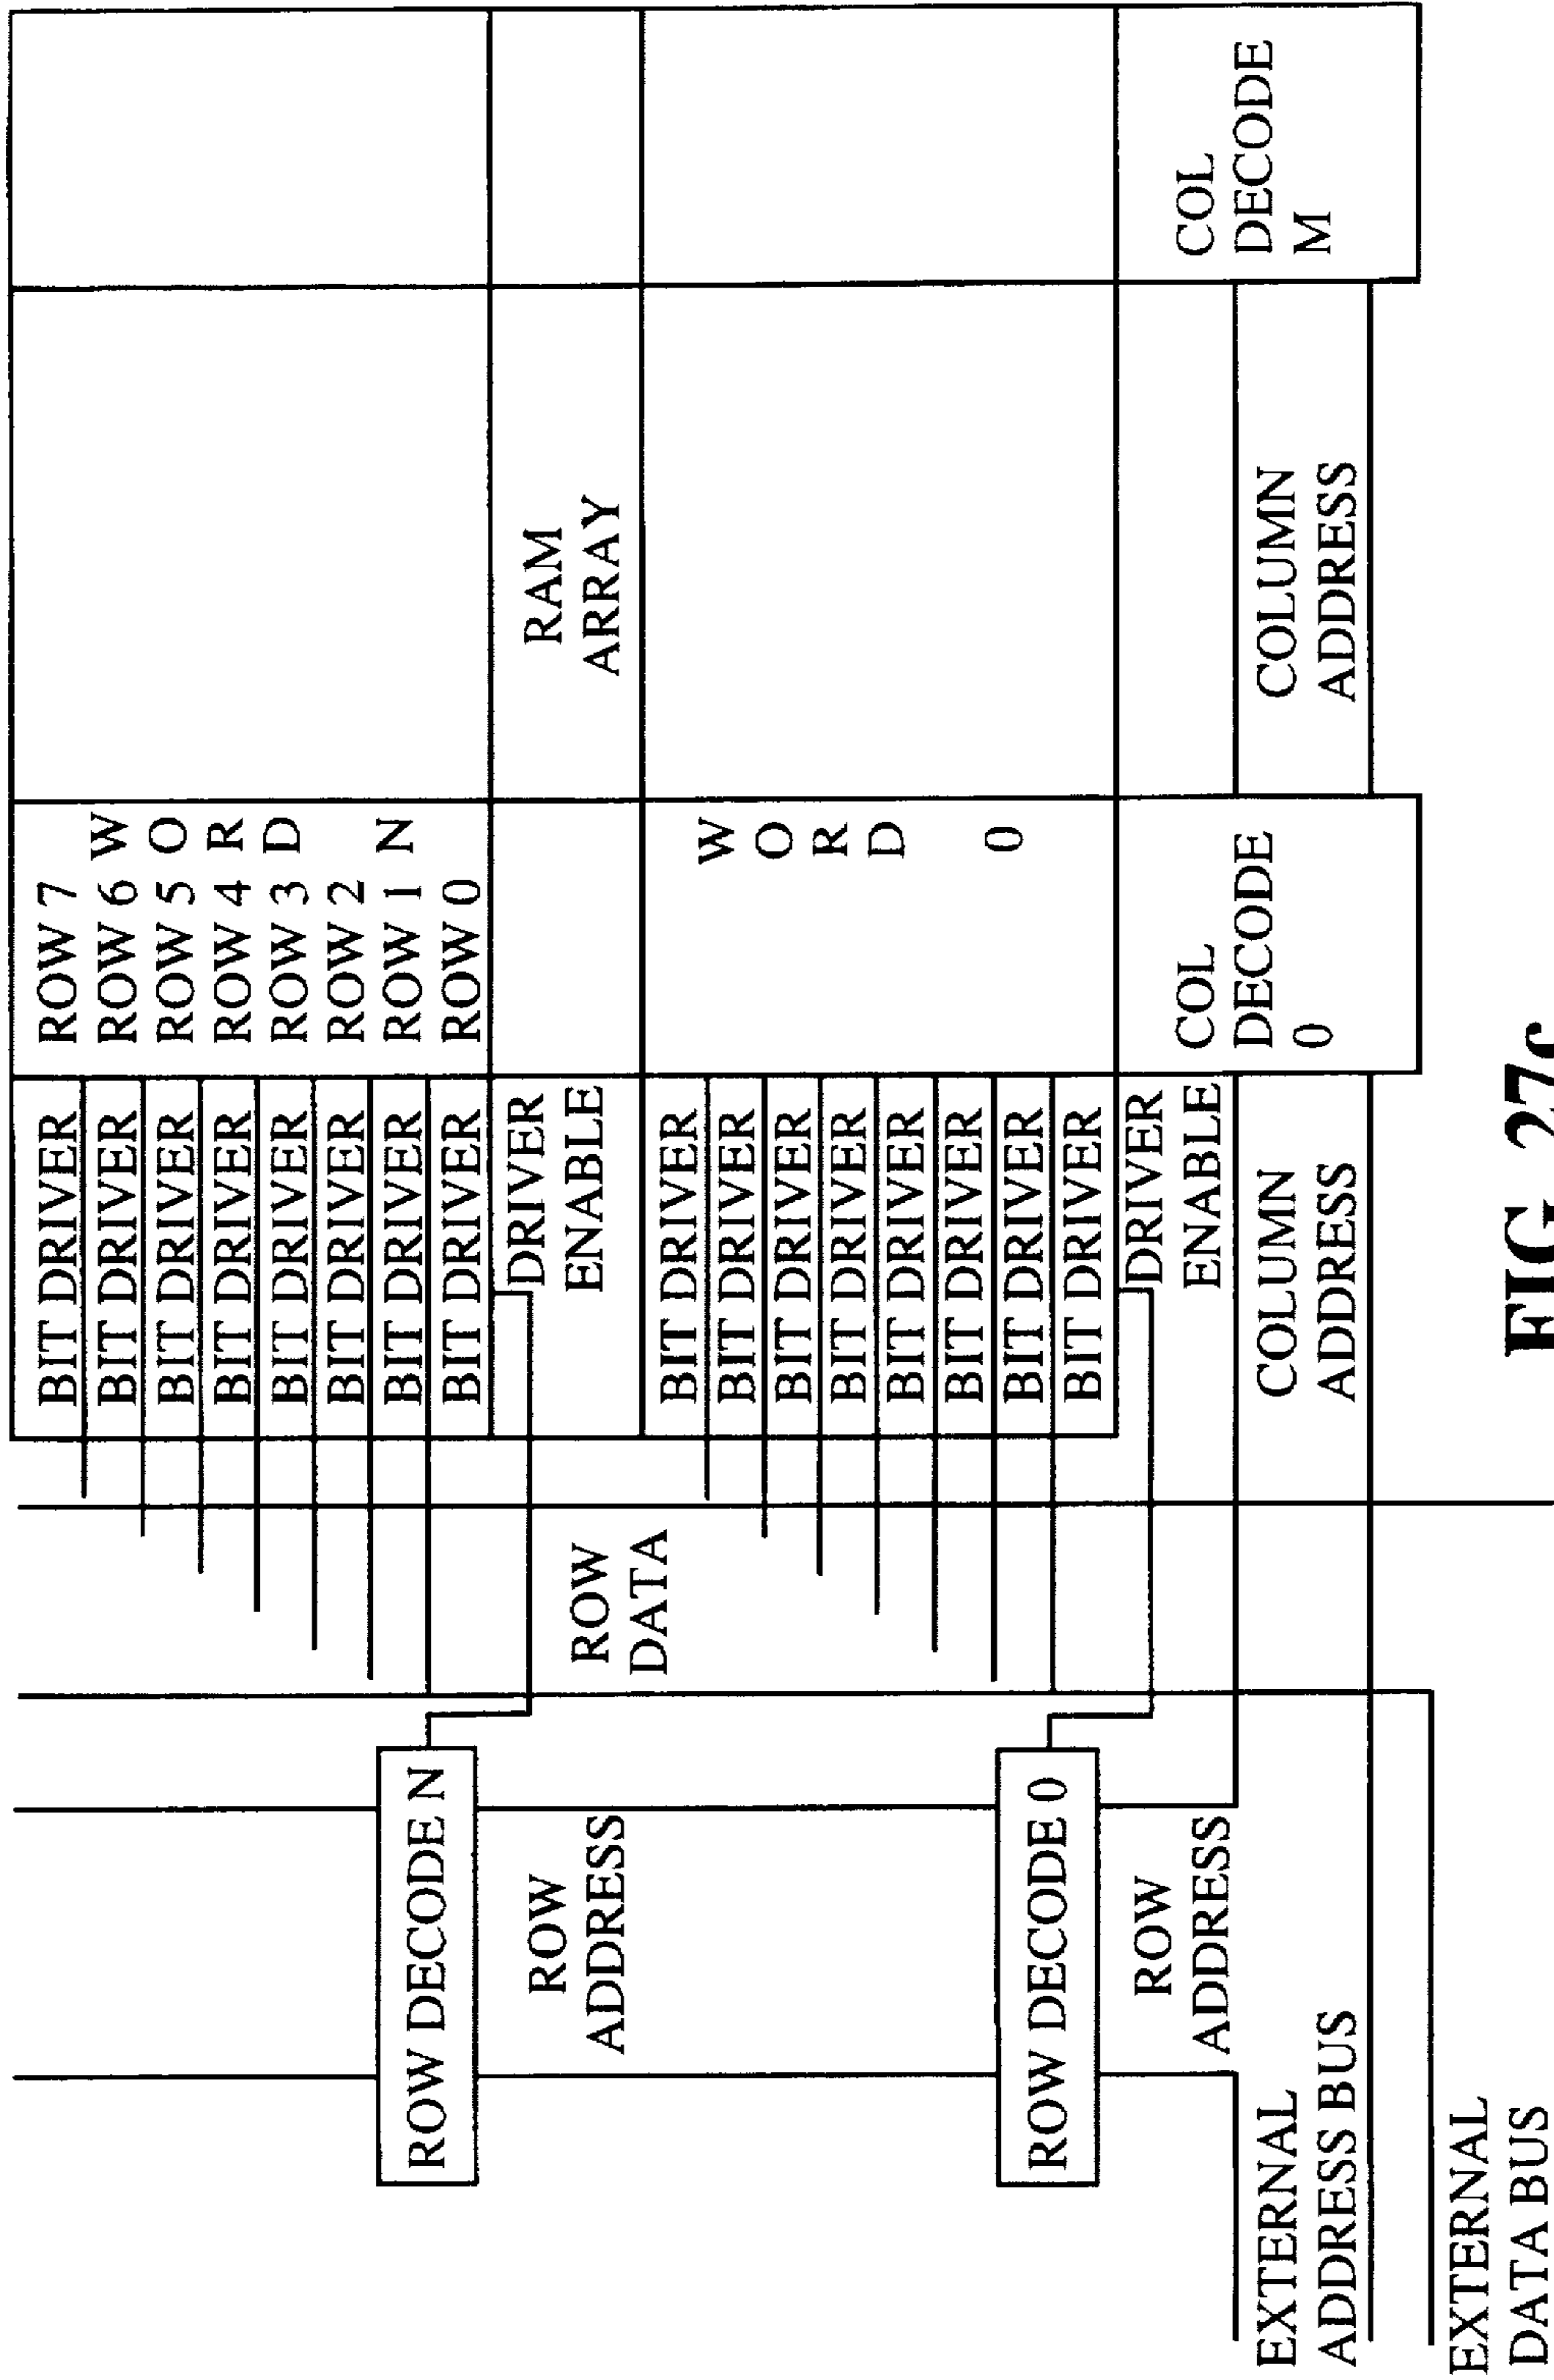 BIT DRIVER ROW 7
BIT DRIVER ROW 6 W
BIT DRIVER ROW 5 O
BIT DRIVER ROW 4 R
BIT DRIVER ROW 3 D
BIT DRIVER ROW 2
ROW DECODE N BIT DRIVER ROW 1 N
BIT DRIVER ROW 0
ROW DRIVER RAM
ADDRESS ROW ENABLE ARRAY
DATA
BIT DRIVER
BIT DRIVER W
BIT DRIVER O
BIT DRIVER R
BIT DRIVER D
BIT DRIVER
ROW DECODE 0 BIT DRIVER 0
BIT DRIVER
ROW DRIVER
ADDRESS ENABLE COL COL
EXTERNAL COLUMN DECODE COLUMN DECODE
ADDRESS BUS ADDRESS 0 ADDRESS M
EXTERNAL
DATA BUS
FIG. 27c